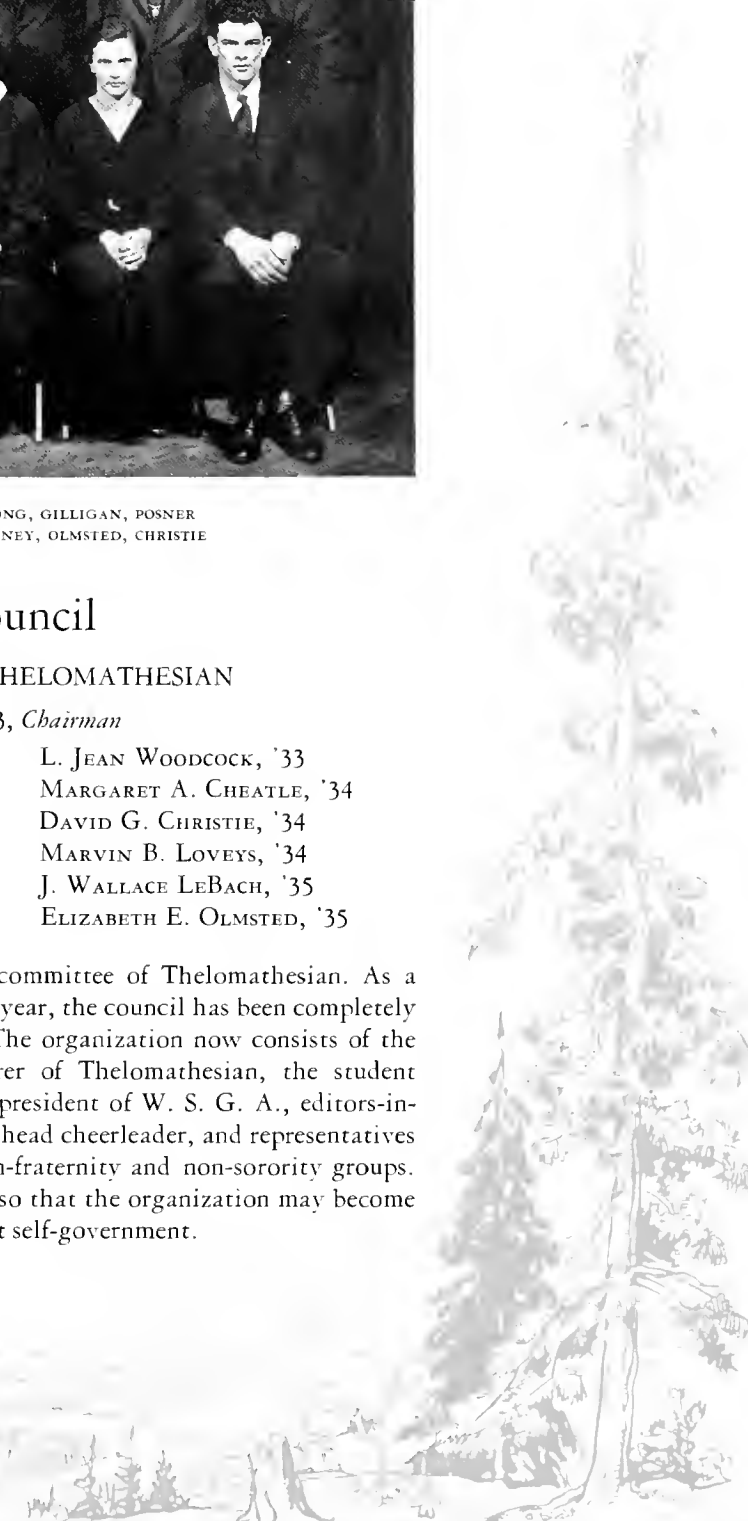 NG, GILLIGAN, POSNER
NEY, OLMSTED, CHRISTIE
uncil
HELOMATHESIAN
, Chairman
L. Jean Woodcock, '33
Margaret A. Cheatle, '34
David G. Christie, '34
Marvin B. Loveys, '34
J. Wallace LeBach, '35
Elizabeth E. Olmsted, '35
committee of Thelomathesian. As a
year, the council has been completely
The organization now consists of the
er of Thelomathesian, the student
president of W. S. G. A., editors-in-
head cheerleader, and representatives
-fraternity and non-sorority groups.
so that the organization may become
t self-government.